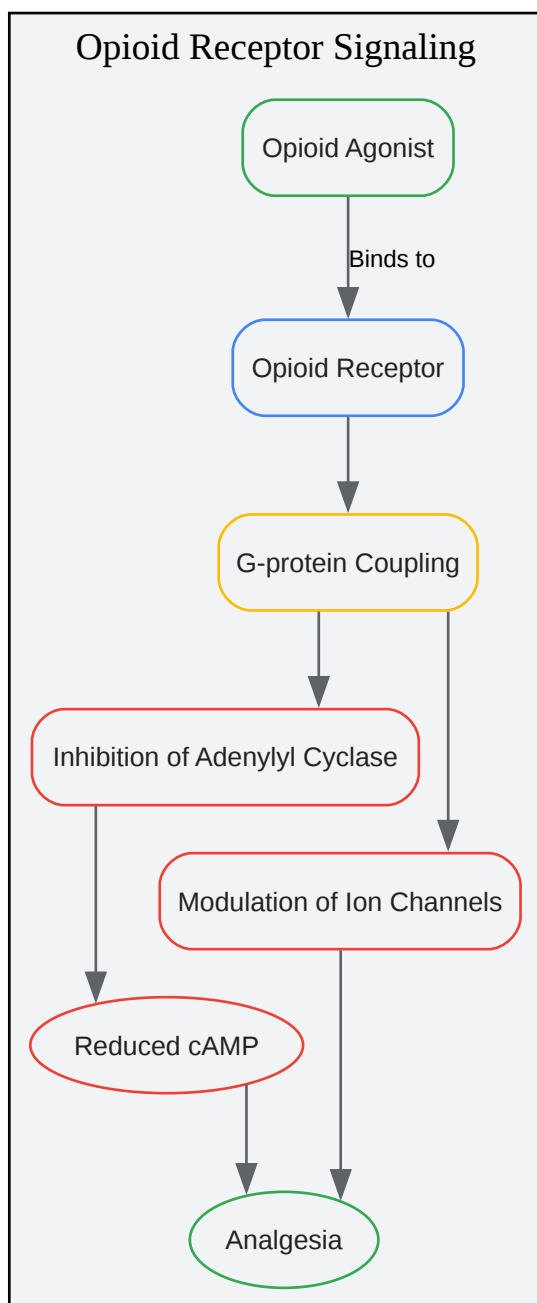 Opioid Receptor Signaling
Opioid Agonist
Binds to
Opioid Receptor
G-protein Coupling
Inhibition of Adenylyl Cyclase
Modulation of Ion Channels
Reduced cAMP
Analgesia